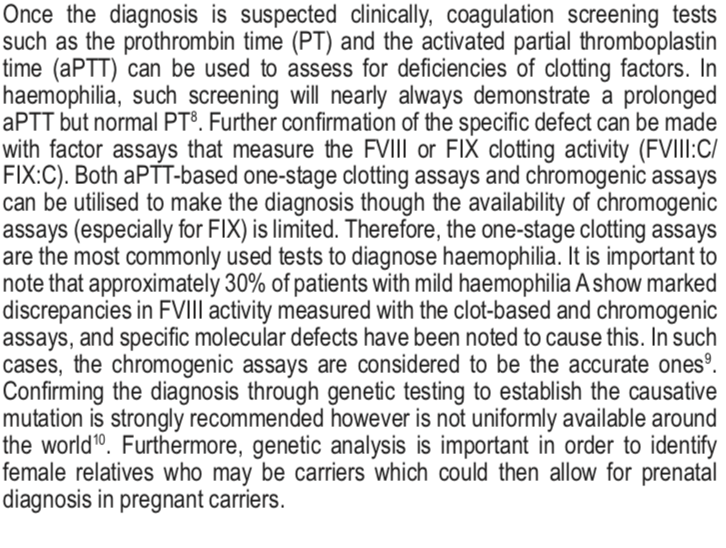 Once the diagnosis is suspected clinically, coagulation screening tests
such as the prothrombin time (PT) and the activated partial thromboplastin
time (aPTT) can be used to assess for deficiencies of clotting factors. In
haemophilia, such screening will nearly always demonstrate a prolonged
aPTT but normal PT⁸. Further confirmation of the specific defect can be made
with factor assays that measure the FVIII or FIX clotting activity (FVIII:C/
FIX:C). Both aPTT-based one-stage clotting assays and chromogenic assays
can be utilised to make the diagnosis though the availability of chromogenic
assays (especially for FIX) is limited. Therefore, the one-stage clotting assays
are the most commonly used tests to diagnose haemophilia. It is important to
note that approximately 30% of patients with mild haemophilia A show marked
discrepancies in FVIII activity measured with the clot-based and chromogenic
assays, and specific molecular defects have been noted to cause this. In such
cases, the chromogenic assays are considered to be the accurate ones⁹.
Confirming the diagnosis through genetic testing to establish the causative
mutation is strongly recommended however is not uniformly available around
the world¹⁰. Furthermore, genetic analysis is important in order to identify
female relatives who may be carriers which could then allow for prenatal
diagnosis in pregnant carriers.